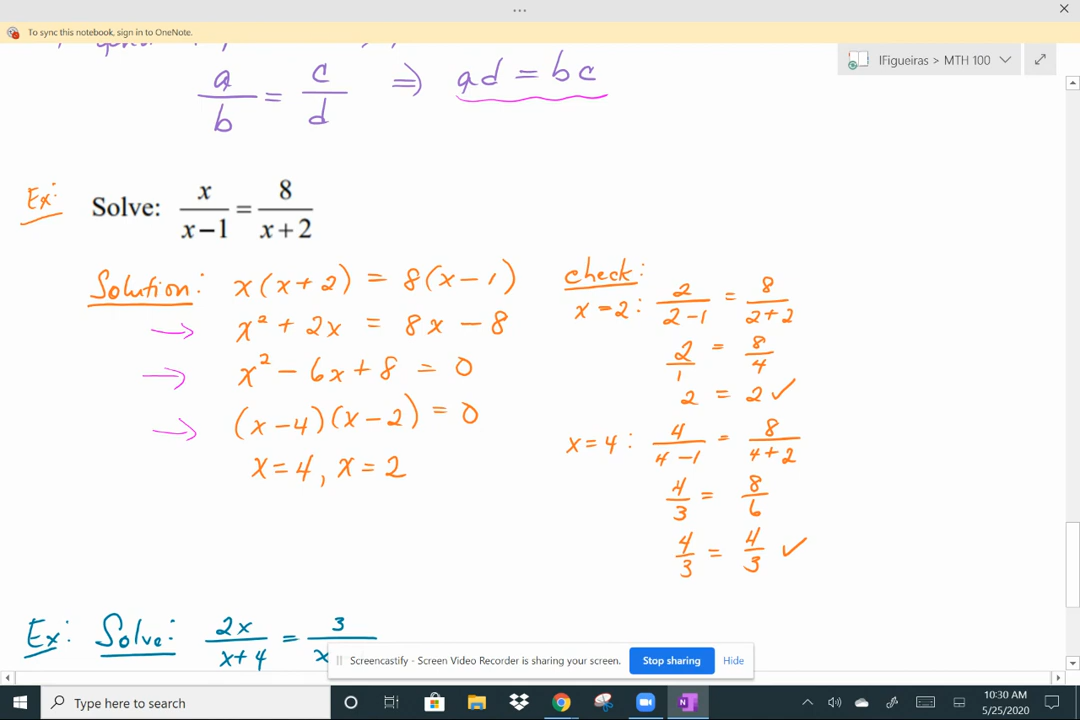 To sync this notebook, sign in to OneNote.
IFigueiras > MTH 100
a/b = c/d ⇒ ad = bc
Ex: Solve: x/(x−1) = 8/(x+2)
Solution: x(x+2) = 8(x−1)
→ x² + 2x = 8x − 8
→ x² − 6x + 8 = 0
→ (x−4)(x−2) = 0
x=4, x=2
check:
x=2: 2/(2−1) = 8/(2+2)
2/1 = 8/4
2 = 2 ✓
x=4: 4/(4−1) = 8/(4+2)
4/3 = 8/6
4/3 = 4/3 ✓
Ex: Solve: 2x/(x+4) = 3/x
Screencastify - Screen Video Recorder is sharing your screen. Stop sharing Hide
Type here to search
10:30 AM
5/25/2020